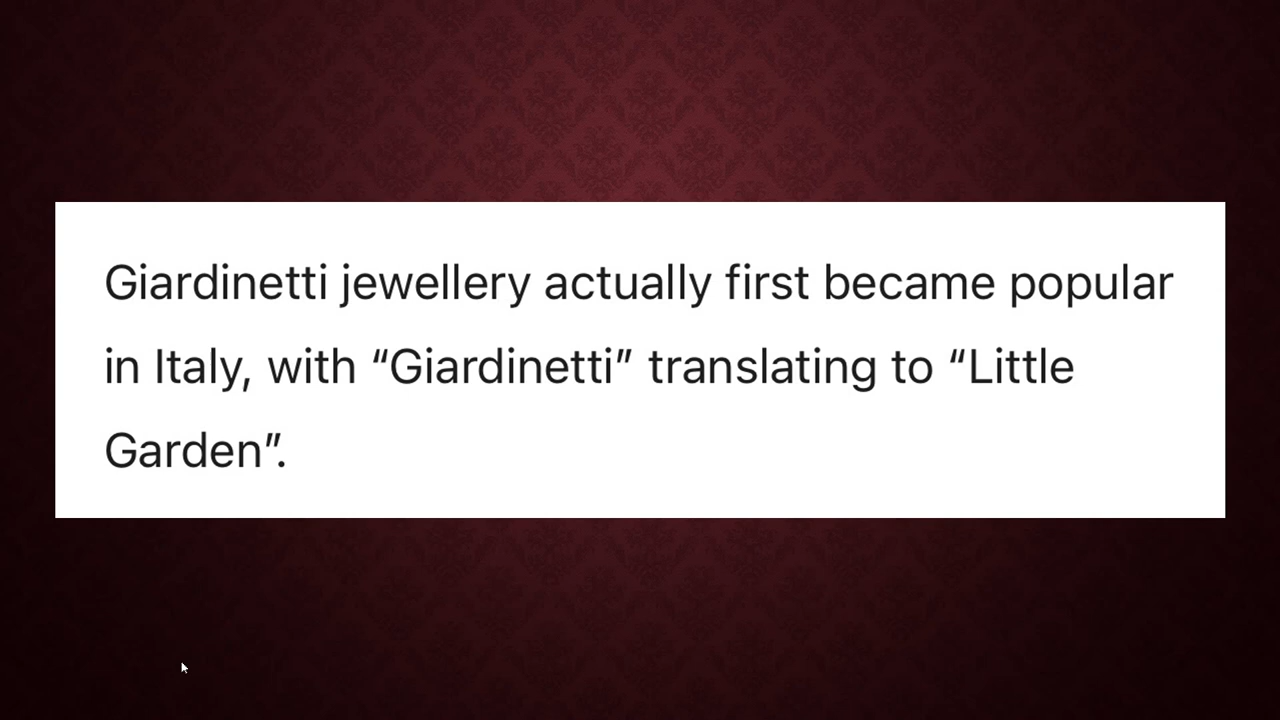 Giardinetti jewellery actually first became popular
in Italy, with “Giardinetti” translating to “Little
Garden”.